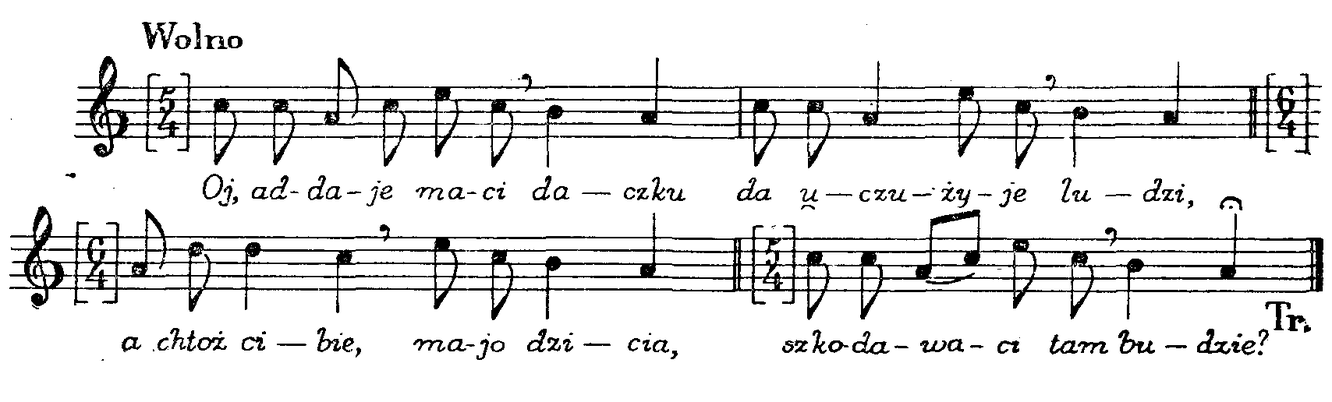 Wolno
Oj, ad-da-je ma-ci da — czku da u̯ — czu — ży-je lu — dzi,
a chtoż ci — bie, ma-jo dzi — cia, szko-da-wa-ci tam bu — dzie?
Tr.